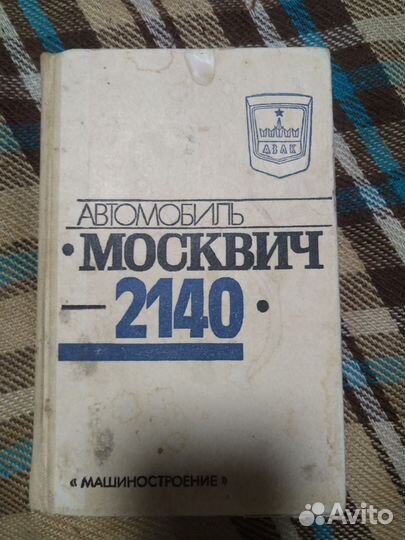 АЗЛК
АВТОМОБИЛЬ
•МОСКВИЧ
—2140•
«МАШИНОСТРОЕНИЕ»
Avito